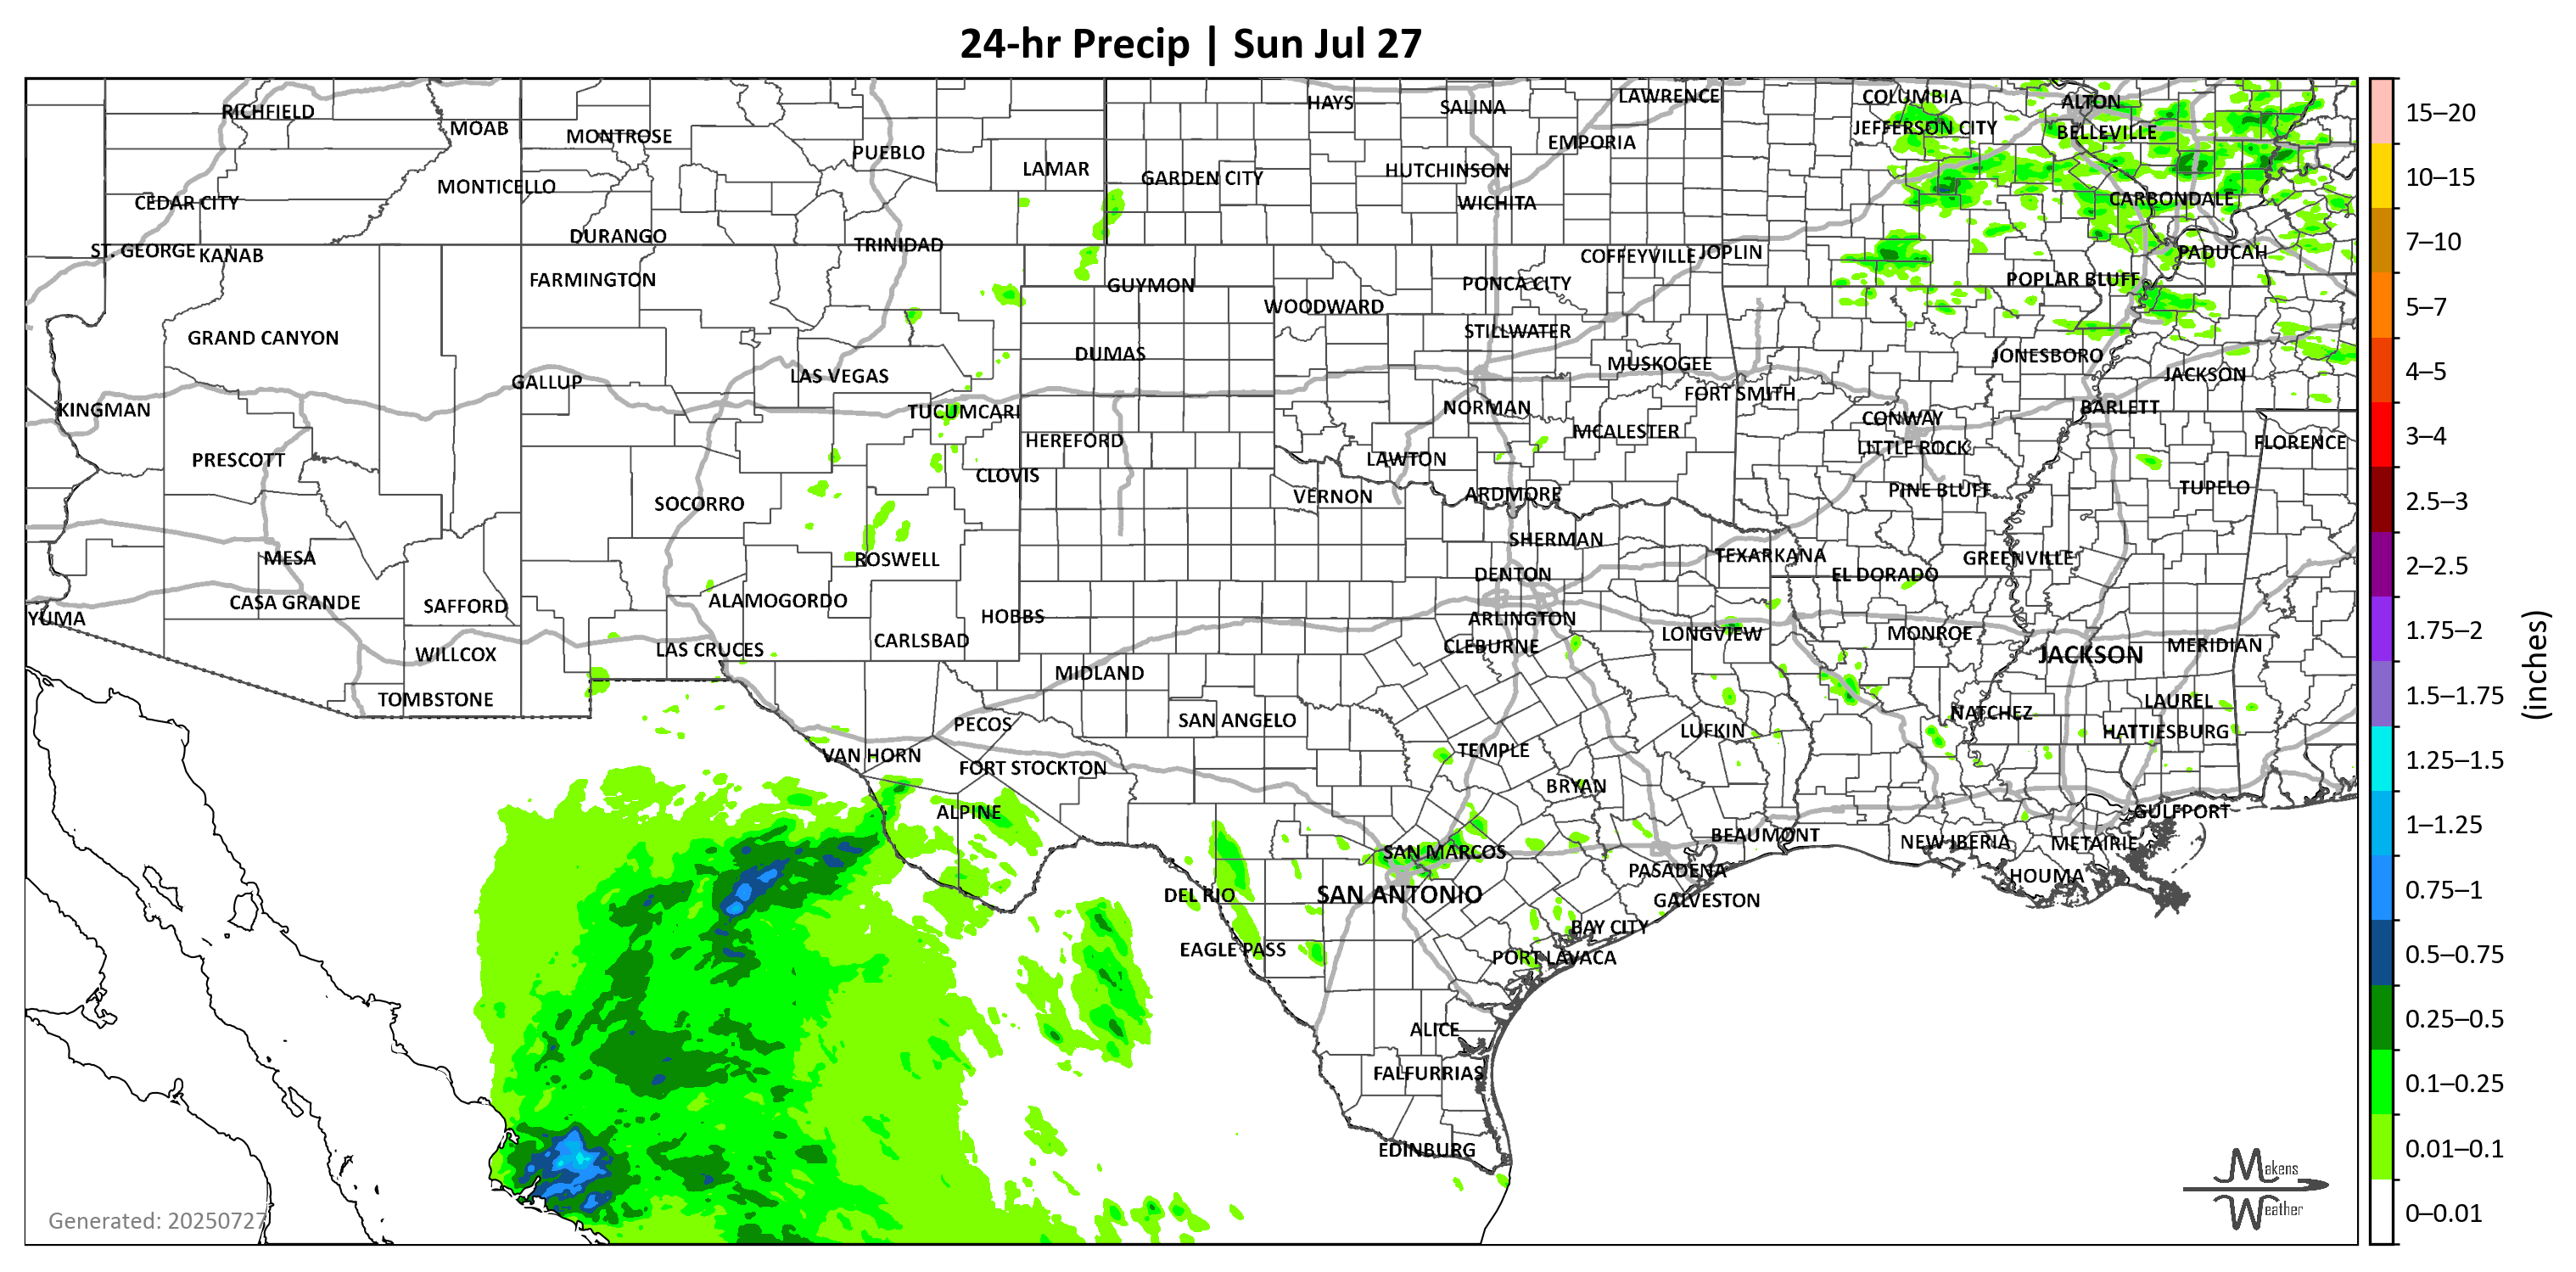 24-hr Precip | Sun Jul 27
RICHFIELD
MOAB
MONTROSE
PUEBLO
LAMAR
HAYS
SALINA
LAWRENCE
EMPORIA
COLUMBIA
JEFFERSON CITY
ALTON
BELLEVILLE
CEDAR CITY
MONTICELLO
GARDEN CITY
HUTCHINSON
WICHITA
CARBONDALE
ST. GEORGE
KANAB
DURANGO
TRINIDAD
COFFEYVILLE
JOPLIN
PADUCAH
FARMINGTON
GUYMON
WOODWARD
PONCA CITY
POPLAR BLUFF
GRAND CANYON
DUMAS
STILLWATER
MUSKOGEE
JONESBORO
JACKSON
GALLUP
LAS VEGAS
KINGMAN
TUCUMCARI
NORMAN
FORT SMITH
CONWAY
BARLETT
HEREFORD
MCALESTER
LITTLE ROCK
FLORENCE
PRESCOTT
CLOVIS
LAWTON
SOCORRO
VERNON
ARDMORE
PINE BLUFF
TUPELO
MESA
ROSWELL
SHERMAN
TEXARKANA
GREENVILLE
DENTON
EL DORADO
YUMA
CASA GRANDE
SAFFORD
ALAMOGORDO
HOBBS
ARLINGTON
CLEBURNE
LONGVIEW
MONROE
JACKSON
MERIDIAN
WILLCOX
LAS CRUCES
CARLSBAD
MIDLAND
TOMBSTONE
PECOS
SAN ANGELO
LUFKIN
NATCHEZ
LAUREL
HATTIESBURG
VAN HORN
FORT STOCKTON
TEMPLE
BRYAN
ALPINE
GULFPORT
SAN MARCOS
BEAUMONT
NEW IBERIA
METAIRIE
DEL RIO
SAN ANTONIO
PASADENA
GALVESTON
HOUMA
EAGLE PASS
BAY CITY
PORT LAVACA
ALICE
FALFURRIAS
EDINBURG
Generated: 20250727
Makens
Weather
15–20
10–15
7–10
5–7
4–5
3–4
2.5–3
2–2.5
1.75–2
1.5–1.75
1.25–1.5
1–1.25
0.75–1
0.5–0.75
0.25–0.5
0.1–0.25
0.01–0.1
0–0.01
(inches)